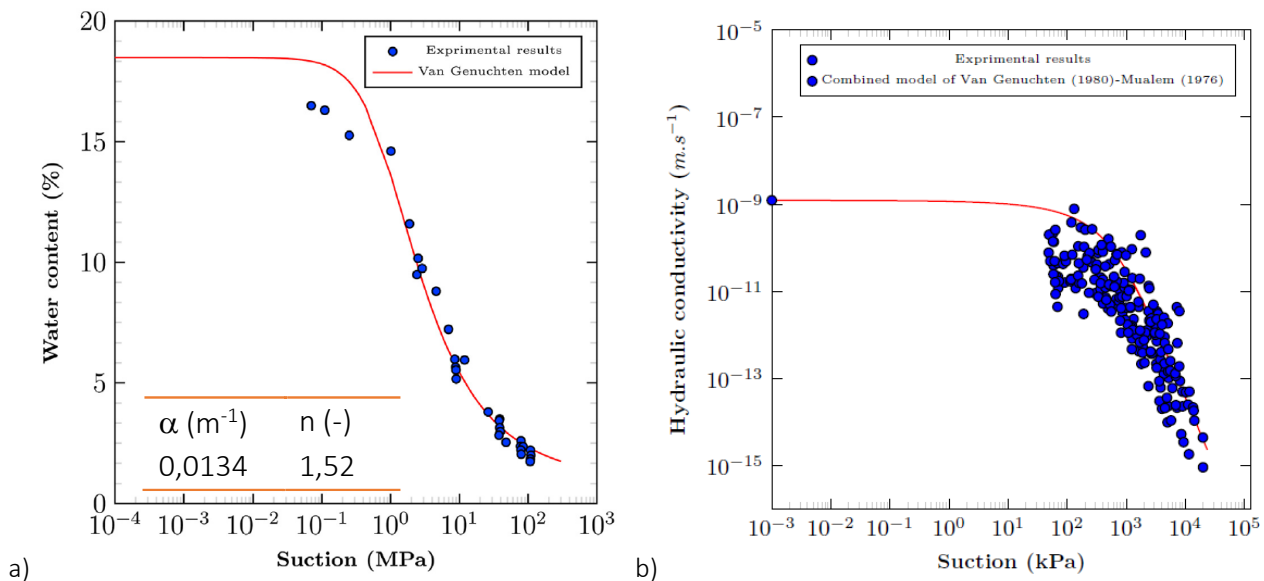 20
15
10
5
0
Water content (%)
Exprimental results
Van Genuchten model
α (m⁻¹) n (-)
0,0134 1,52
10⁻⁴ 10⁻³ 10⁻² 10⁻¹ 10⁰ 10¹ 10² 10³
Suction (MPa)
a)
10⁻⁵
10⁻⁷
10⁻⁹
10⁻¹¹
10⁻¹³
10⁻¹⁵
Hydraulic conductivity (m.s⁻¹)
Exprimental results
Combined model of Van Genuchten (1980)-Mualem (1976)
10⁻³ 10⁻² 10⁻¹ 10⁰ 10¹ 10² 10³ 10⁴ 10⁵
Suction (kPa)
b)